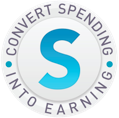 CONVERT SPENDING
S
INTO EARNING